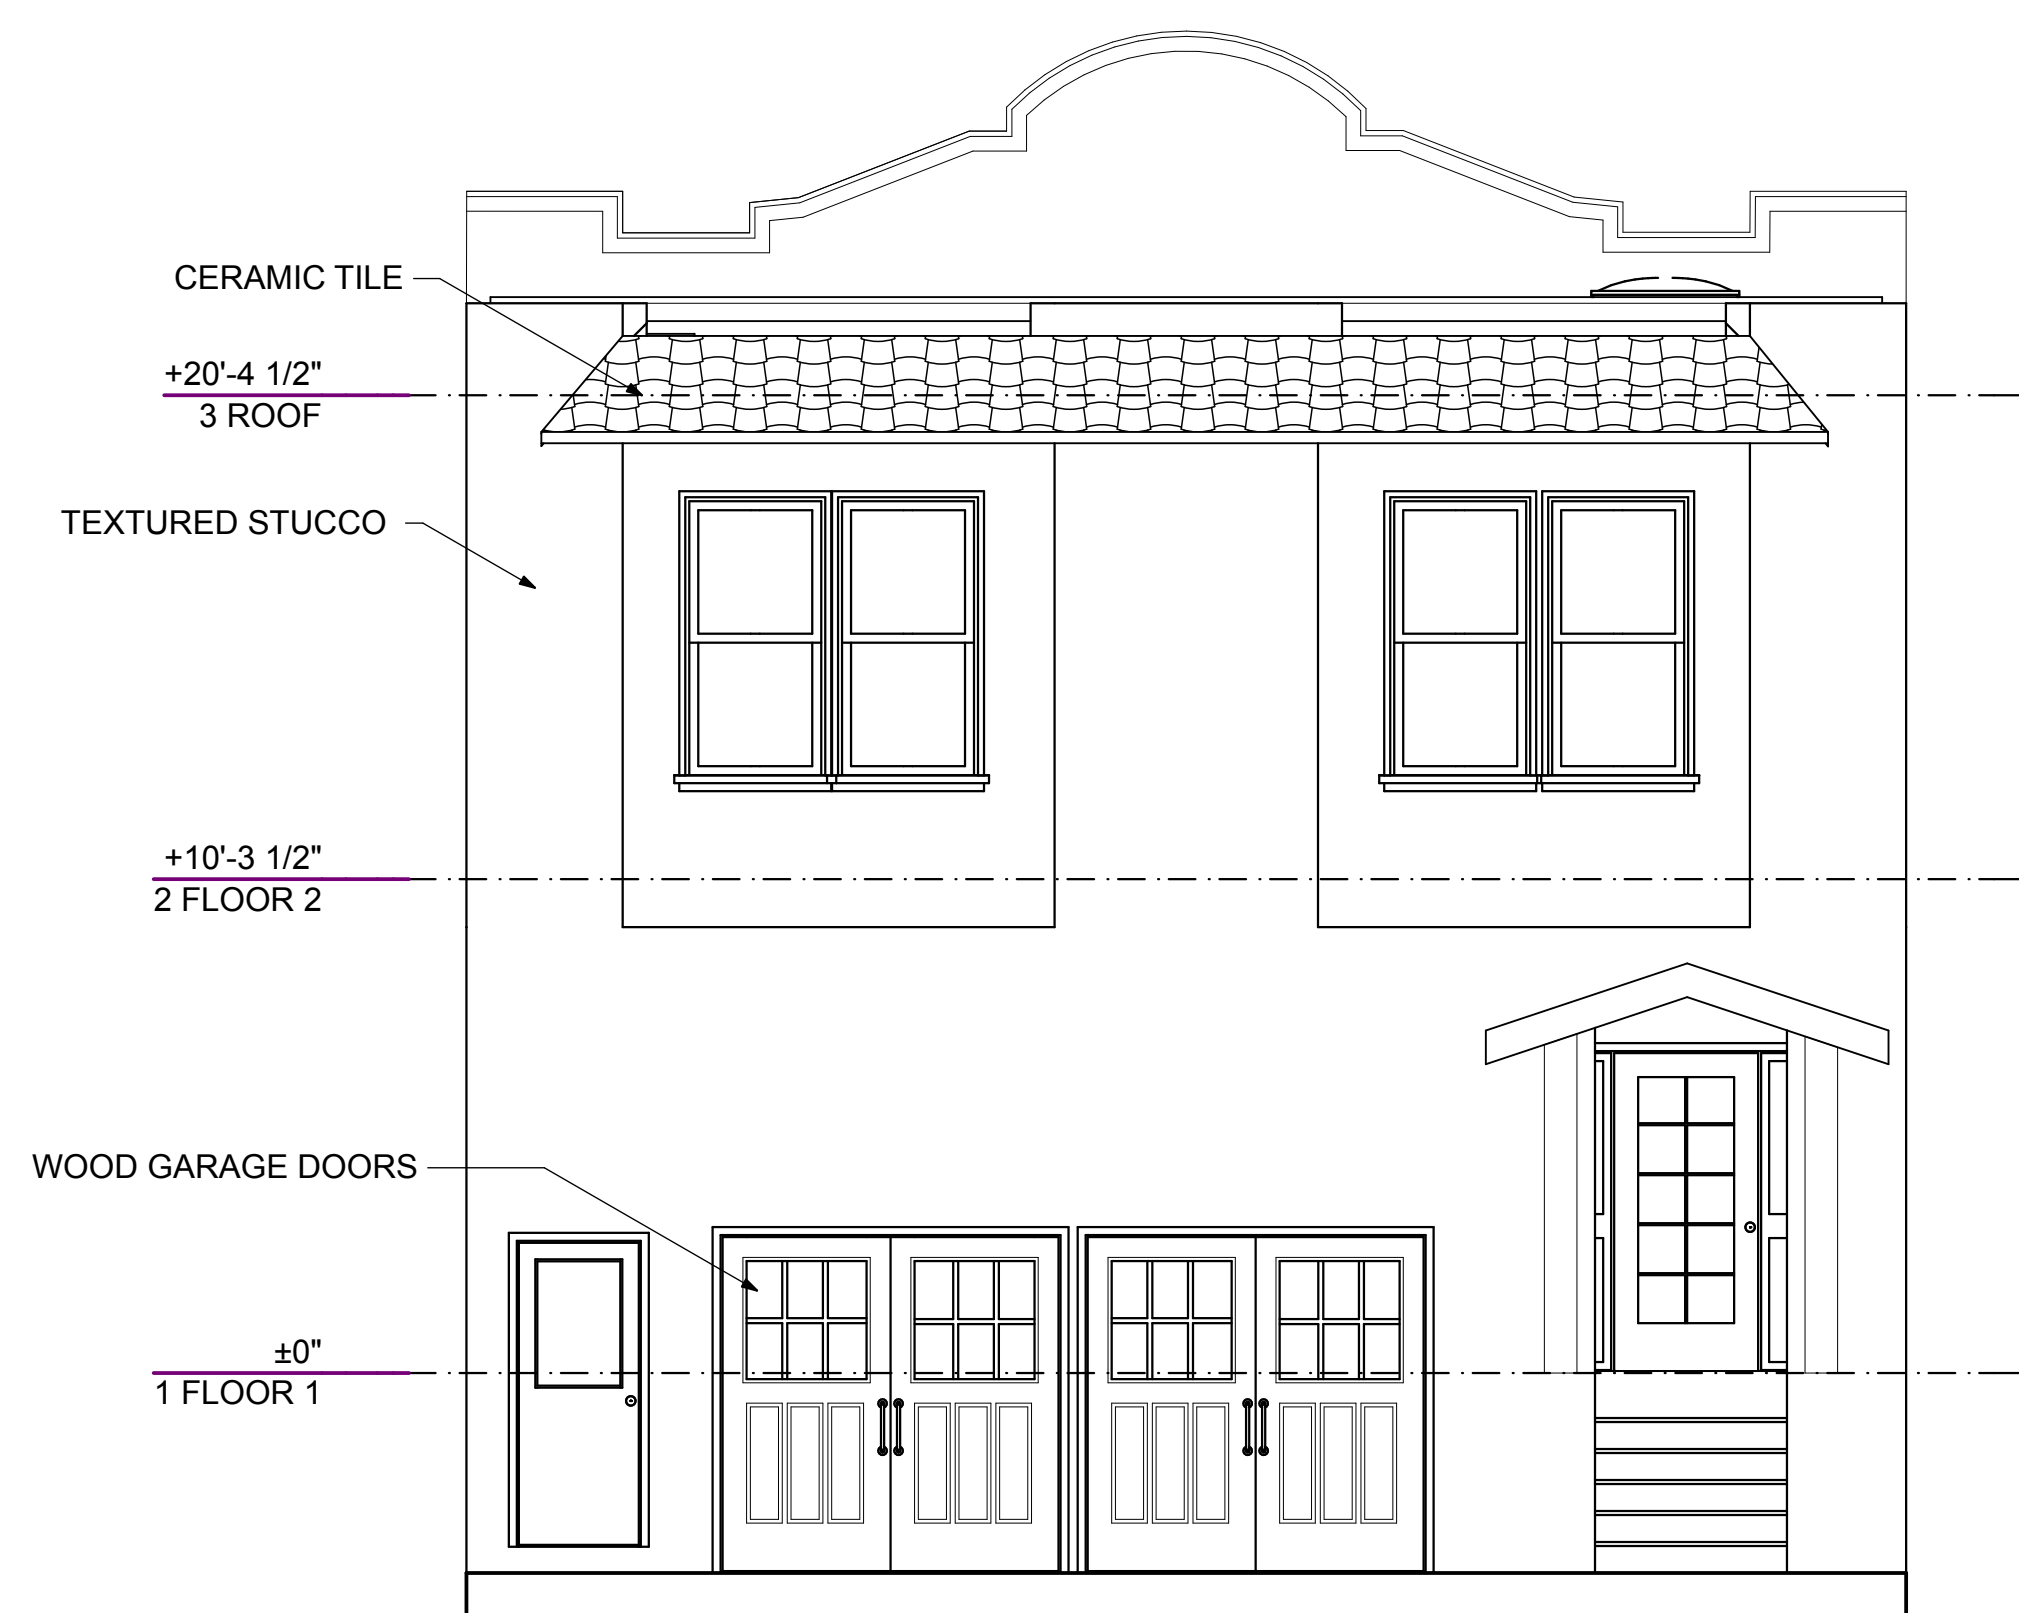 CERAMIC TILE
+20'-4 1/2"
3 ROOF
TEXTURED STUCCO
+10'-3 1/2"
2 FLOOR 2
WOOD GARAGE DOORS
±0"
1 FLOOR 1